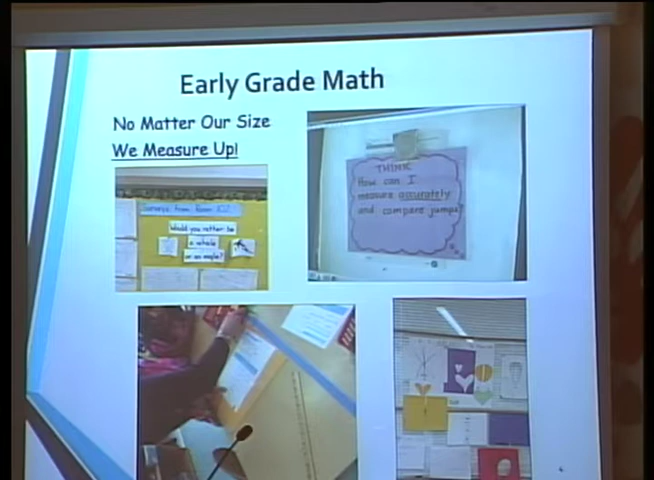 Early Grade Math
No Matter Our Size
We Measure Up!
THINK
How can I
measure accurately
and compare jumps?
Surveys from Room 102
Would you rather be
a whale
or an eagle?